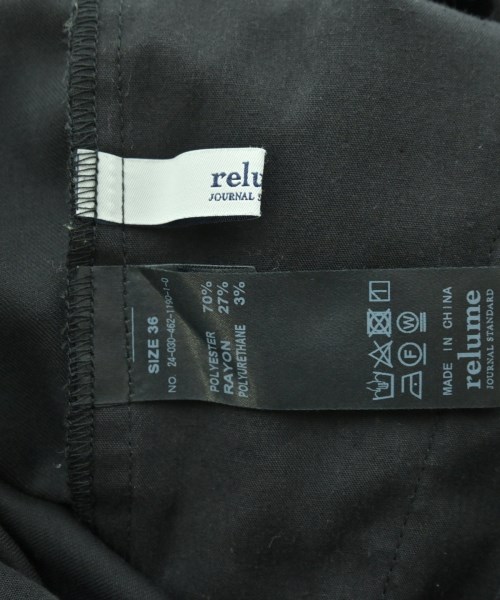 relu
JOURNAL S
SIZE 36
NO. 24-030-462-1190-1-0
POLYESTER 70%
RAYON 27%
POLYURETHANE 3%
MADE IN CHINA
relume
JOURNAL STANDARD